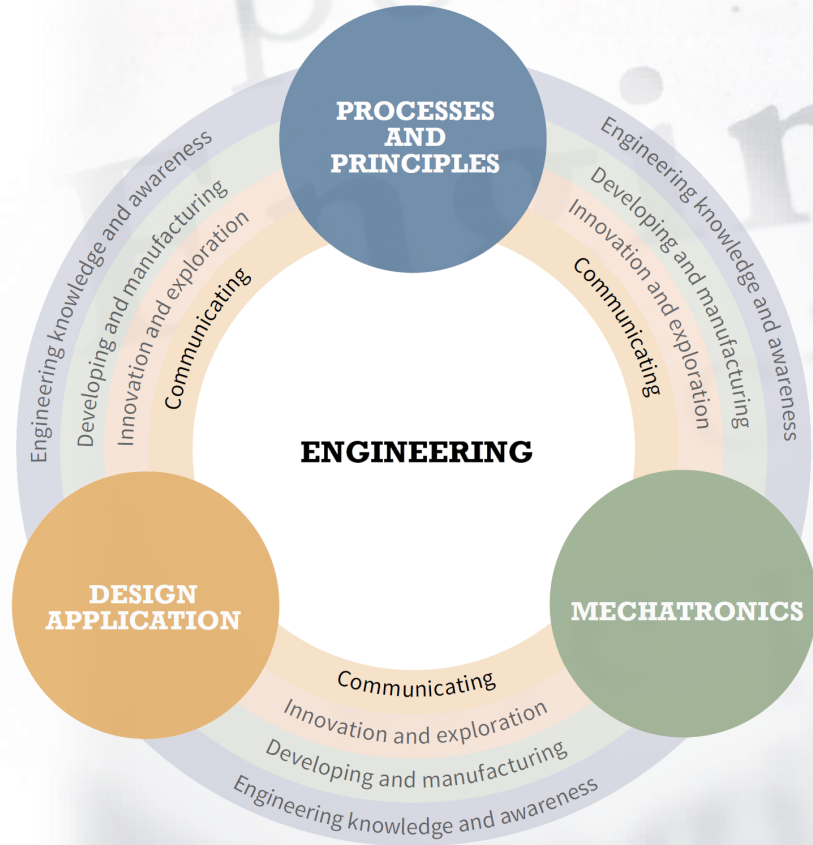 PROCESSES
AND
PRINCIPLES
Engineering knowledge and awareness
Developing and manufacturing
Innovation and exploration
Communicating
Engineering knowledge and awareness
Developing and manufacturing
Innovation and exploration
Communicating
ENGINEERING
DESIGN
APPLICATION
MECHATRONICS
Communicating
Innovation and exploration
Developing and manufacturing
Engineering knowledge and awareness